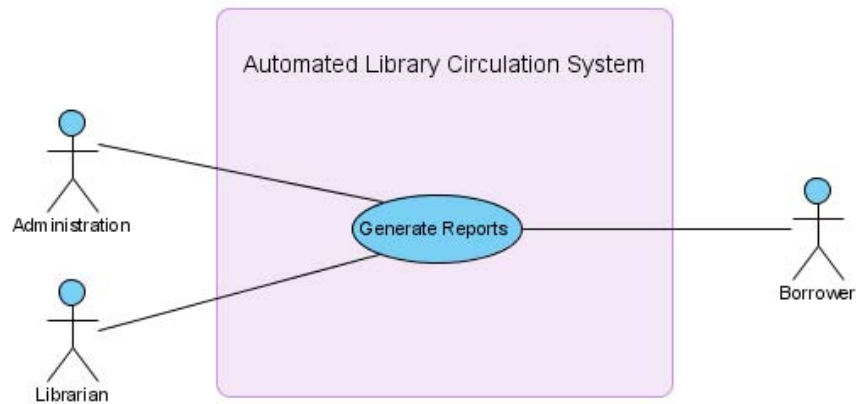 Automated Library Circulation System
Administration
Generate Reports
Borrower
Librarian